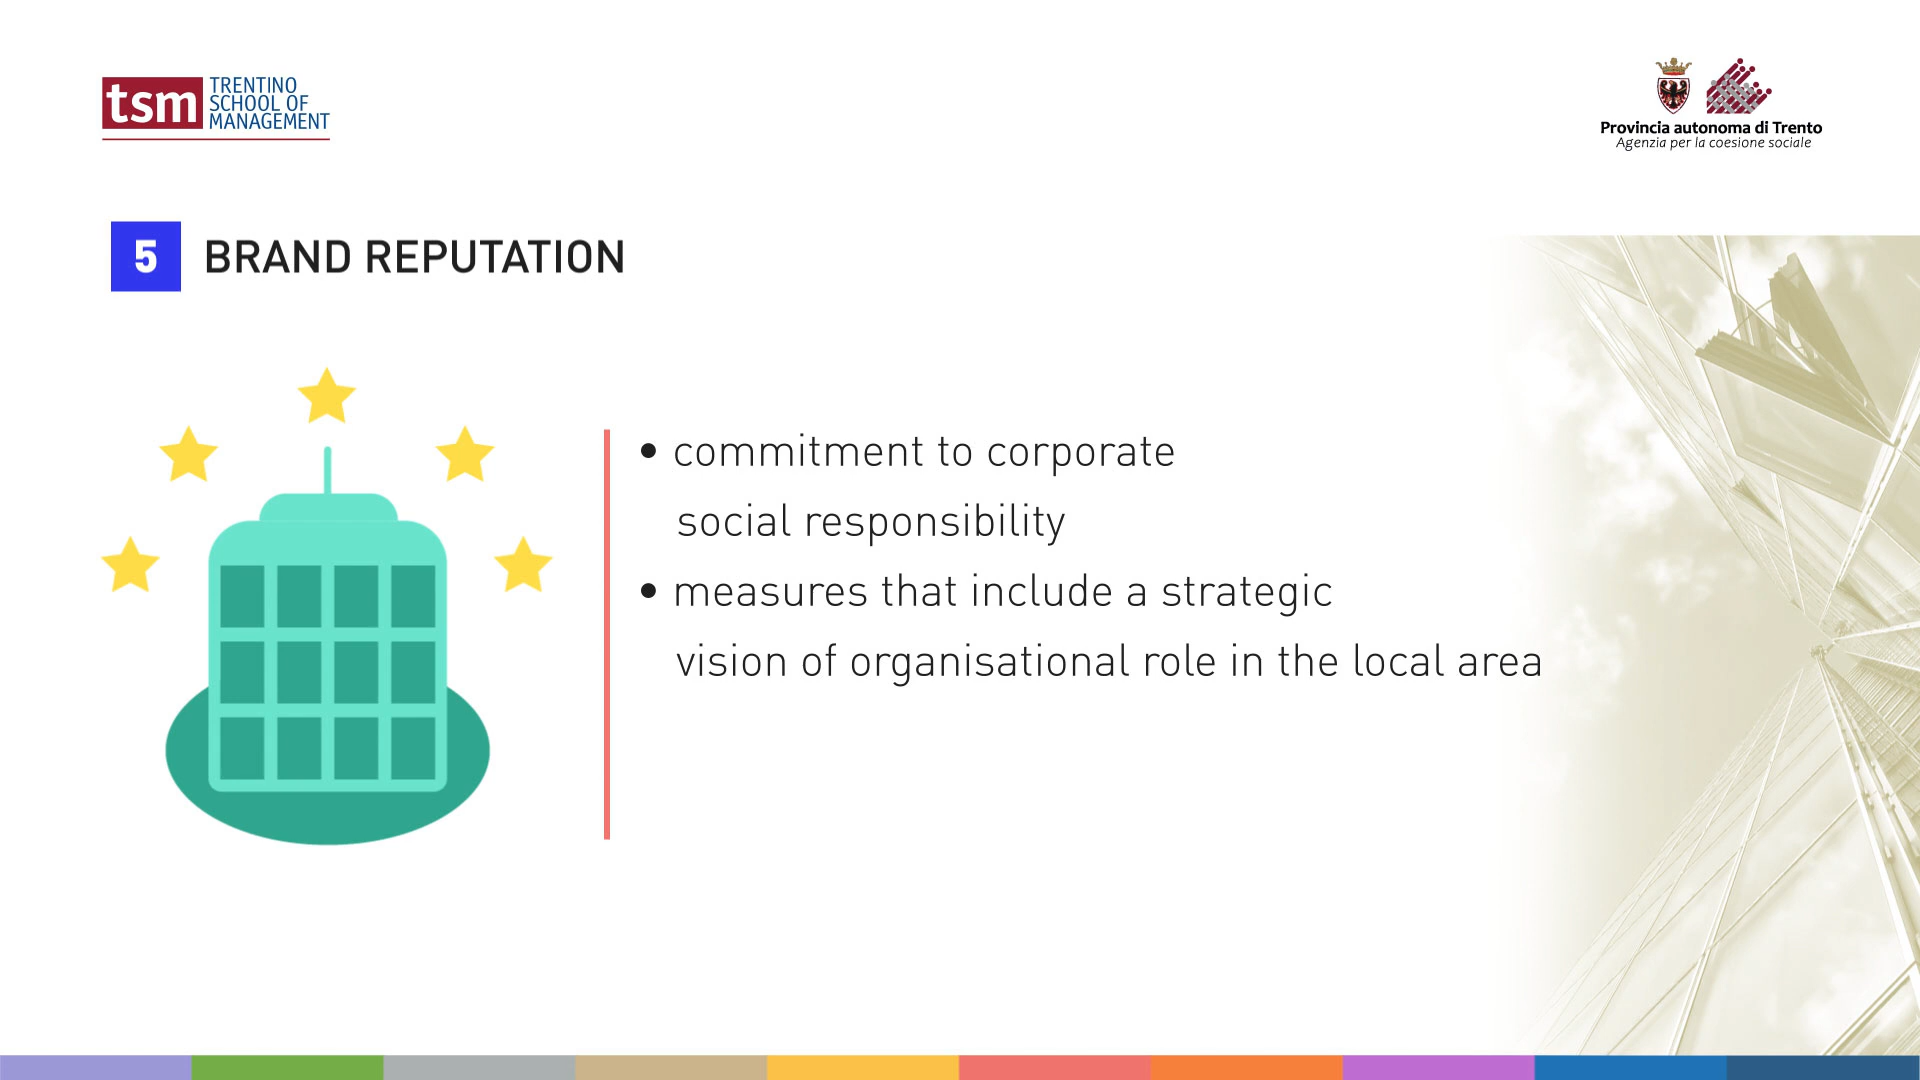 tsm TRENTINO
SCHOOL OF
MANAGEMENT
Provincia autonoma di Trento
Agenzia per la coesione sociale
5 BRAND REPUTATION
• commitment to corporate
social responsibility
• measures that include a strategic
vision of organisational role in the local area